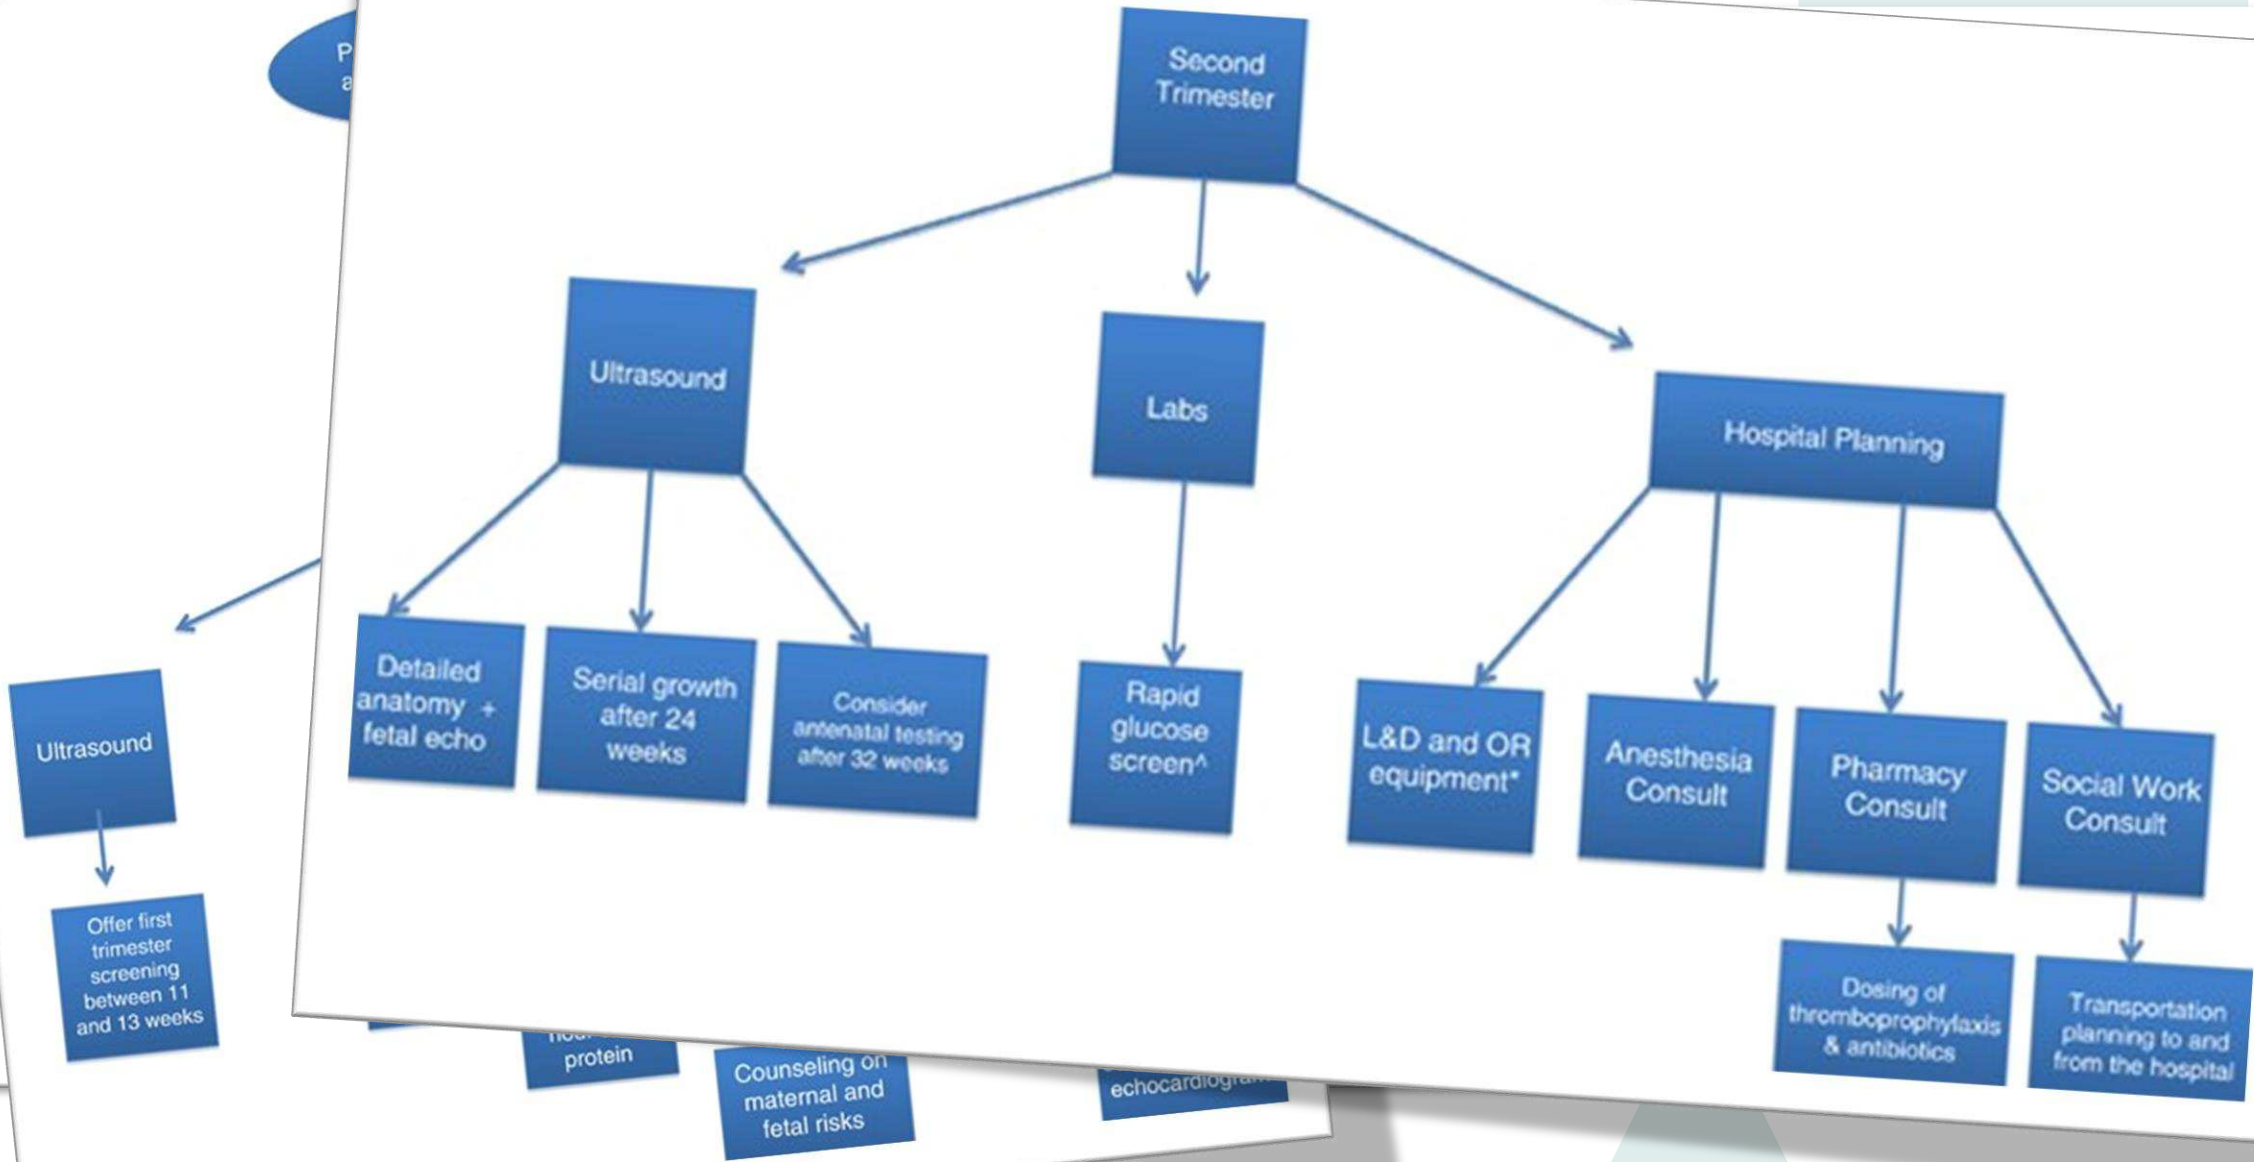 Second
Trimester
Ultrasound
Labs
Hospital Planning
Detailed
anatomy +
fetal echo
Serial growth
after 24
weeks
Consider
antenatal testing
after 32 weeks
Rapid
glucose
screen^
L&D and OR
equipment*
Anesthesia
Consult
Pharmacy
Consult
Social Work
Consult
Dosing of
thromboprophylaxis
& antibiotics
Transportation
planning to and
from the hospital
Ultrasound
Offer first
trimester
screening
between 11
and 13 weeks
protein
Counseling on
maternal and
fetal risks